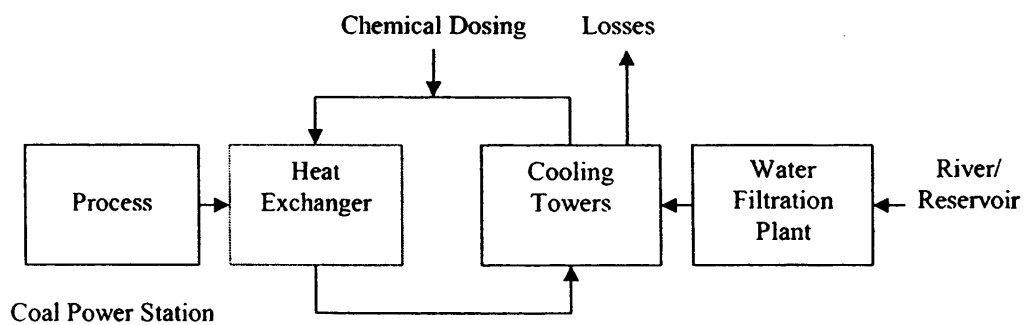 Chemical Dosing
Losses
Process
Heat
Exchanger
Cooling
Towers
Water
Filtration
Plant
River/
Reservoir
Coal Power Station